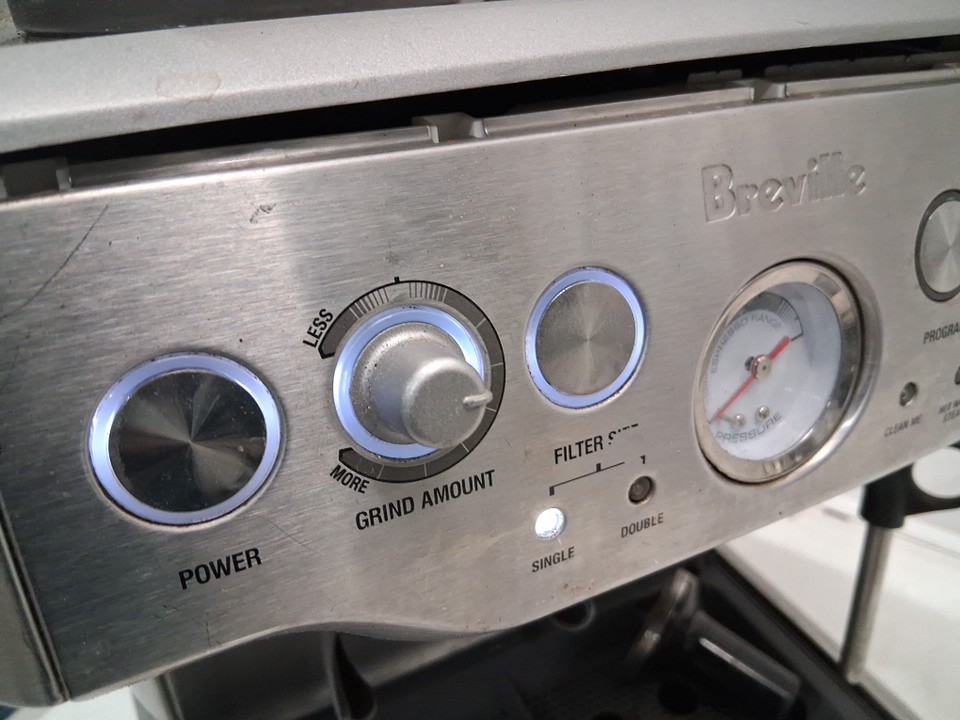 Breville
LESS
MORE
GRIND AMOUNT
POWER
FILTER
SINGLE
DOUBLE
ESPRESSO RANGE
PRESSURE
CLEAN ME